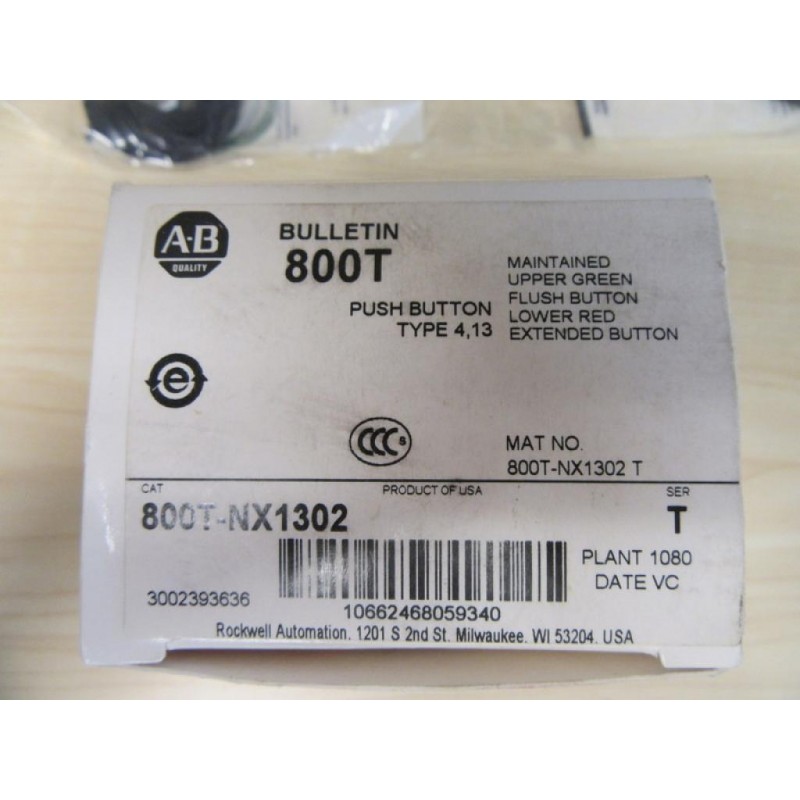 A-B
QUALITY
BULLETIN
800T
PUSH BUTTON
TYPE 4,13
MAINTAINED
UPPER GREEN
FLUSH BUTTON
LOWER RED
EXTENDED BUTTON
e
CCC S
MAT NO.
800T-NX1302 T
CAT
PRODUCT OF USA
SER
800T-NX1302
T
PLANT 1080
DATE VC
3002393636
10662468059340
Rockwell Automation. 1201 S 2nd St. Milwaukee. WI 53204. USA